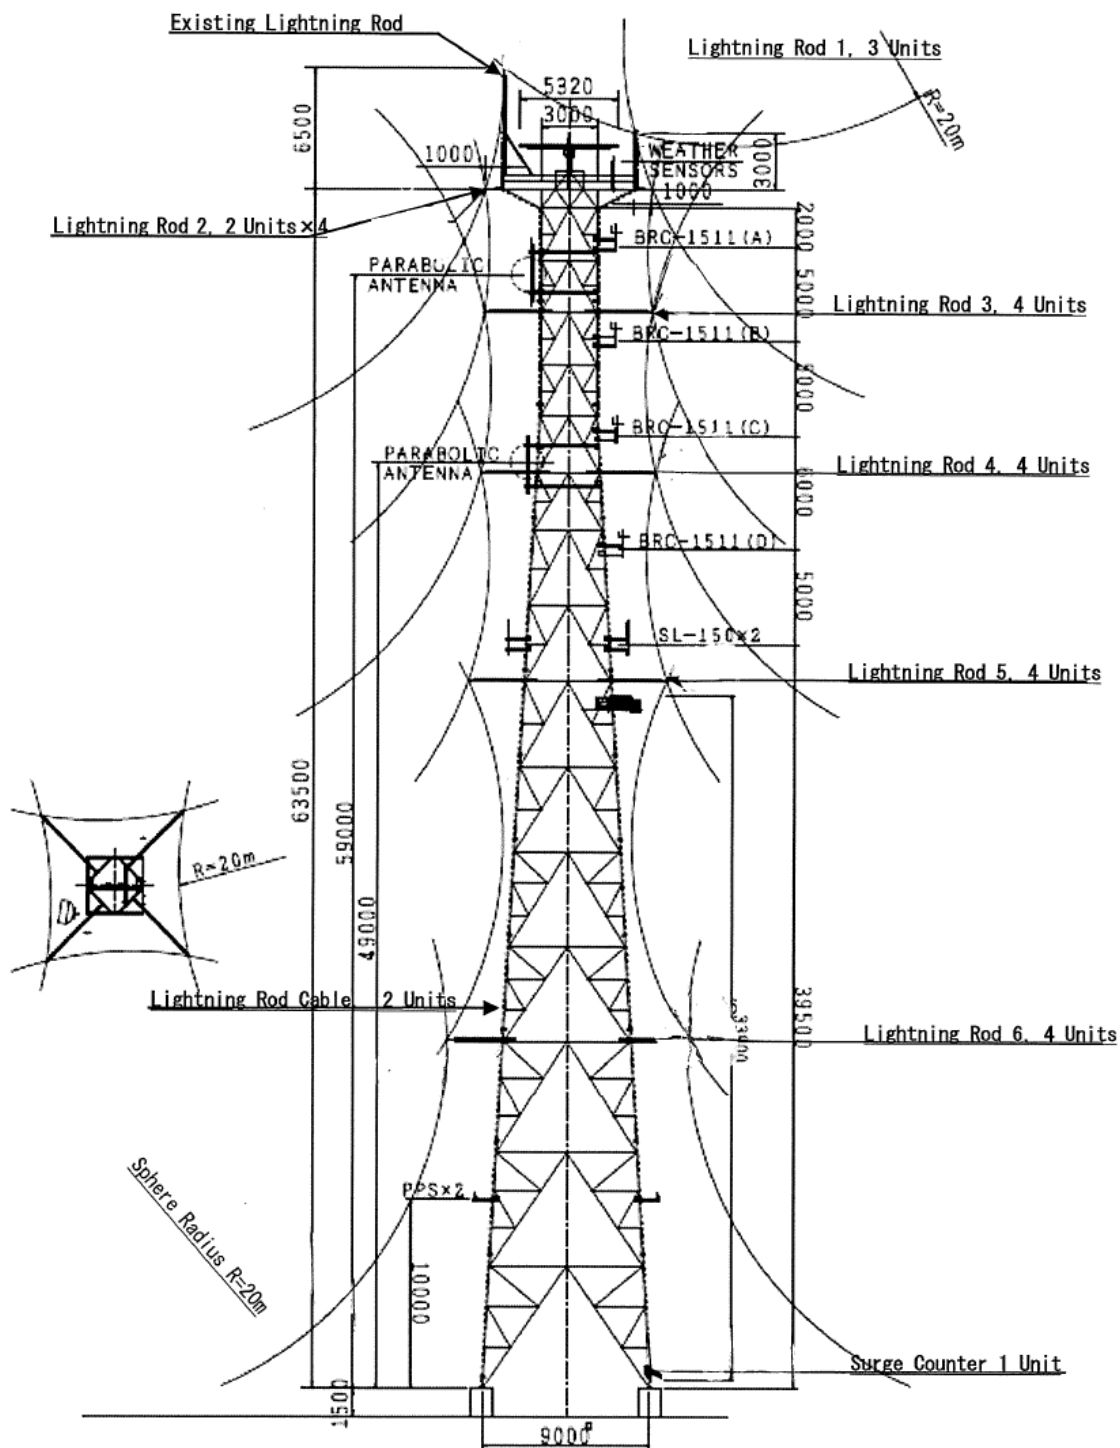 Existing Lightning Rod
Lightning Rod 1, 3 Units
5320
3000
R=20m
6500
1000
WEATHER
SENSORS
3000
1000
Lightning Rod 2, 2 Units×4
2000
BRC-1511(A)
PARABOLIC
ANTENNA
5000
Lightning Rod 3, 4 Units
BRC-1511(B)
BRC-1511(C)
PARABOLIC
ANTENNA
Lightning Rod 4, 4 Units
6000
BRC-1511(D)
5000
SL-150×2
Lightning Rod 5, 4 Units
63500
59000
49000
R=20m
Lightning Rod Cable 2 Units
39500
Lightning Rod 6, 4 Units
Sphere Radius R=20m
PPS×2
10000
Surge Counter 1 Unit
1500
9000